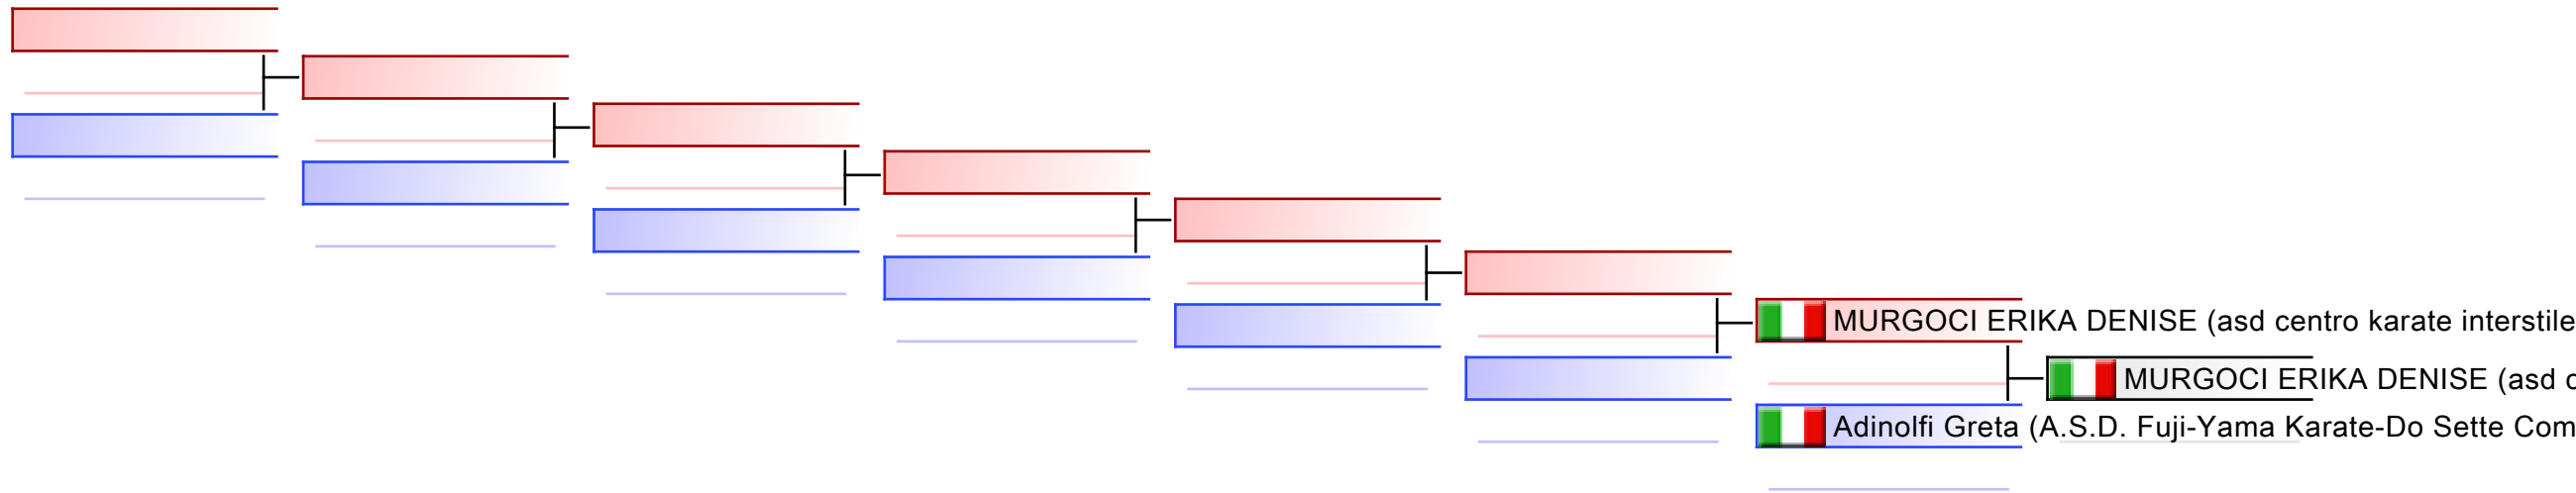 MURGOCI ERIKA DENISE (asd centro karate interstile
MURGOCI ERIKA DENISE (asd c
Adinolfi Greta (A.S.D. Fuji-Yama Karate-Do Sette Com